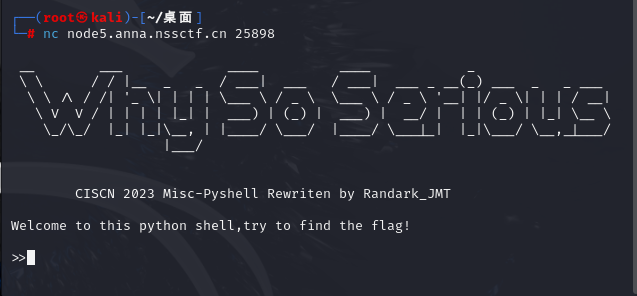 ┌──(root㉿kali)-[~/桌面]
└─# nc node5.anna.nssctf.cn 25898
Why So Serious
CISCN 2023 Misc-Pyshell Rewriten by Randark_JMT
Welcome to this python shell,try to find the flag!
>>